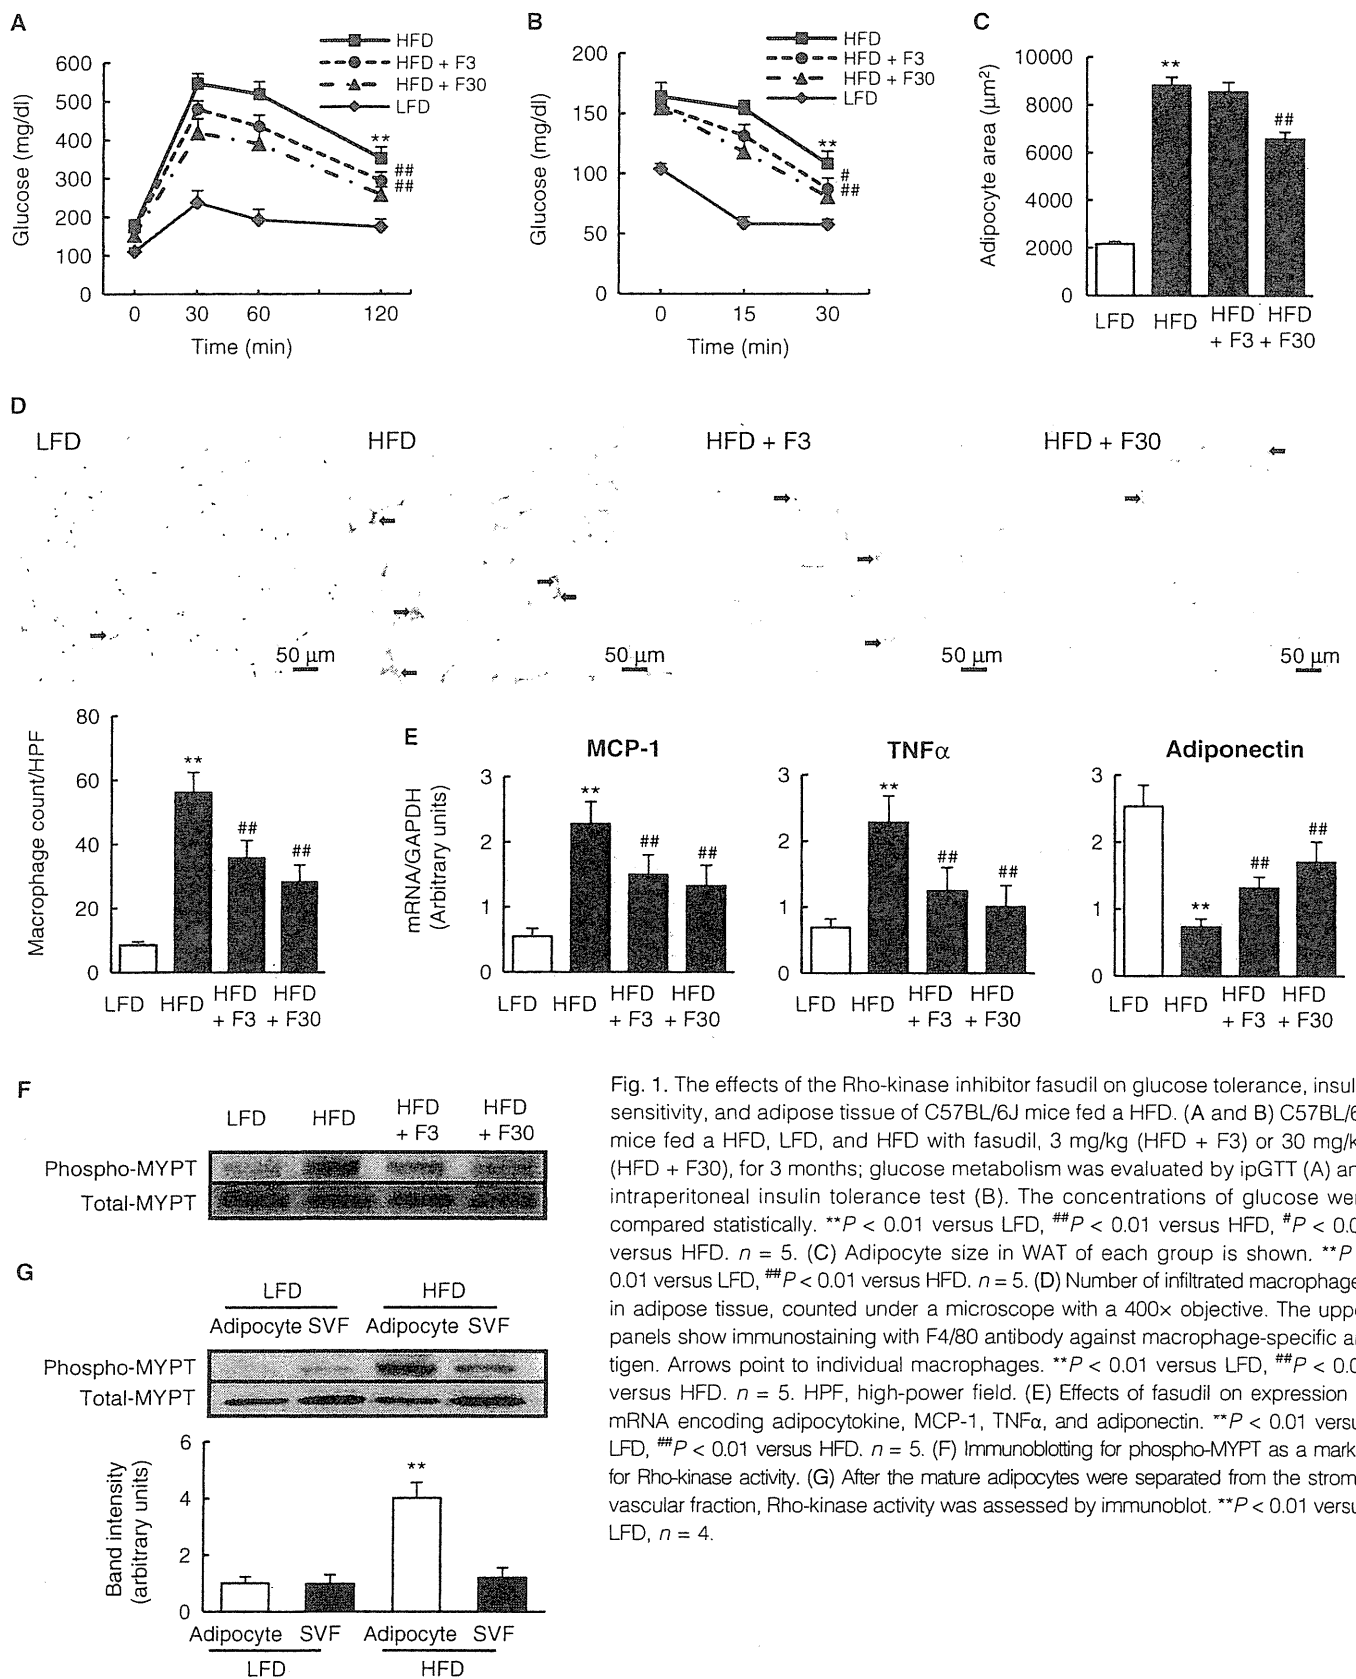 A
HFD
HFD + F3
HFD + F30
LFD
600
500
400
300
200
100
0
Glucose (mg/dl)
**
##
##
0 30 60 120
Time (min)
B
HFD
HFD + F3
HFD + F30
LFD
200
150
100
50
0
Glucose (mg/dl)
**
#
##
0 15 30
Time (min)
C
10000
8000
6000
4000
2000
0
Adipocyte area (µm²)
**
##
LFD HFD HFD HFD
+ F3 + F30
D
LFD HFD HFD + F3 HFD + F30
50 µm 50 µm 50 µm 50 µm
80
60
40
20
0
Macrophage count/HPF
**
##
##
LFD HFD HFD HFD
+ F3 + F30
E
mRNA/GAPDH
(Arbitrary units)
MCP-1
3
2
1
0
**
##
##
LFD HFD HFD HFD
+ F3 + F30
TNFα
3
2
1
0
**
##
##
LFD HFD HFD HFD
+ F3 + F30
Adiponectin
3
2
1
0
**
##
##
LFD HFD HFD HFD
+ F3 + F30
F
LFD HFD HFD HFD
+ F3 + F30
Phospho-MYPT
Total-MYPT
G
LFD HFD
Adipocyte SVF Adipocyte SVF
Phospho-MYPT
Total-MYPT
6
4
2
0
Band intensity
(arbitrary units)
**
Adipocyte SVF Adipocyte SVF
LFD HFD
Fig. 1. The effects of the Rho-kinase inhibitor fasudil on glucose tolerance,
sensitivity, and adipose tissue of C57BL/6J mice fed a HFD. (A and B)
mice fed a HFD, LFD, and HFD with fasudil, 3 mg/kg (HFD + F3) or 30
(HFD + F30), for 3 months; glucose metabolism was evaluated by ipGTT (A)
intraperitoneal insulin tolerance test (B). The concentrations of glucose
compared statistically. **P < 0.01 versus LFD, ##P < 0.01 versus HFD, #P <
versus HFD. n = 5. (C) Adipocyte size in WAT of each group is shown. **P
0.01 versus LFD, ##P < 0.01 versus HFD. n = 5. (D) Number of infiltrated
in adipose tissue, counted under a microscope with a 400× objective. The
panels show immunostaining with F4/80 antibody against macrophage-specific
tigen. Arrows point to individual macrophages. **P < 0.01 versus LFD, ##P <
versus HFD. n = 5. HPF, high-power field. (E) Effects of fasudil on expression
mRNA encoding adipocytokine, MCP-1, TNFα, and adiponectin. **P < 0.01
LFD, ##P < 0.01 versus HFD. n = 5. (F) Immunoblotting for phospho-MYPT as a
for Rho-kinase activity. (G) After the mature adipocytes were separated from the
vascular fraction, Rho-kinase activity was assessed by immunoblot. **P < 0.01
LFD, n = 4.